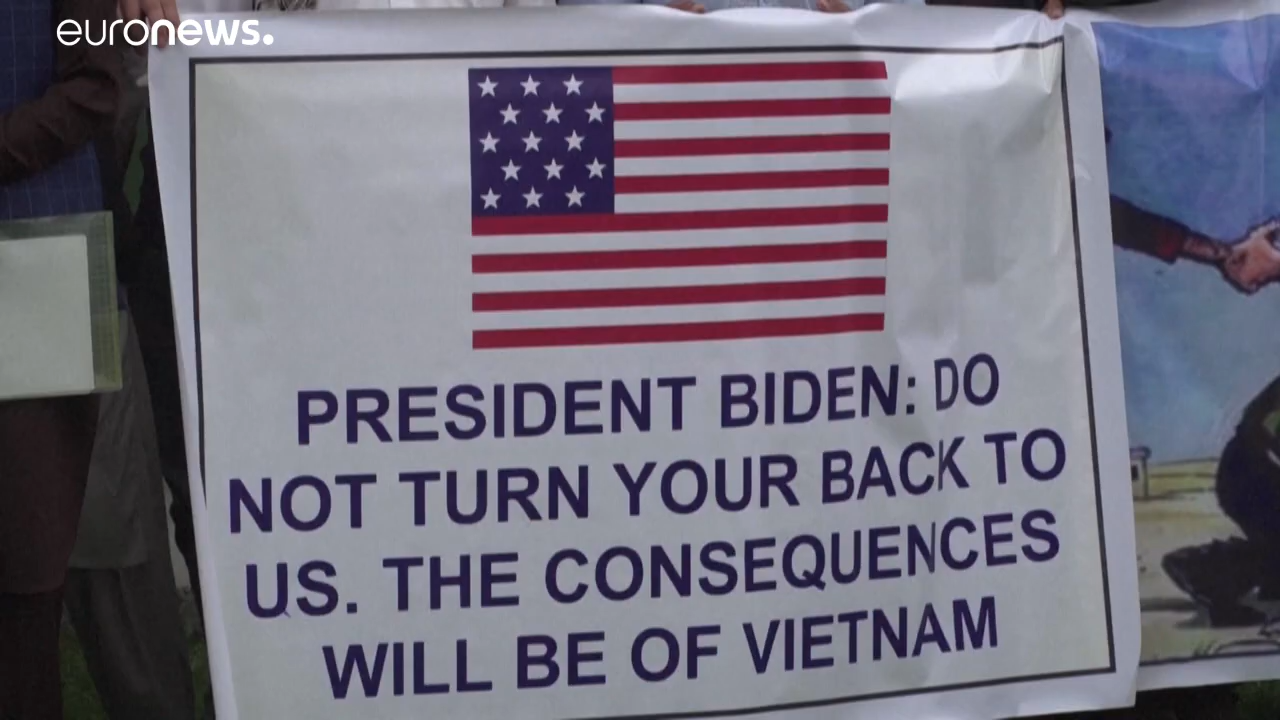 euronews.
PRESIDENT BIDEN: DO
NOT TURN YOUR BACK TO
US. THE CONSEQUENCES
WILL BE OF VIETNAM